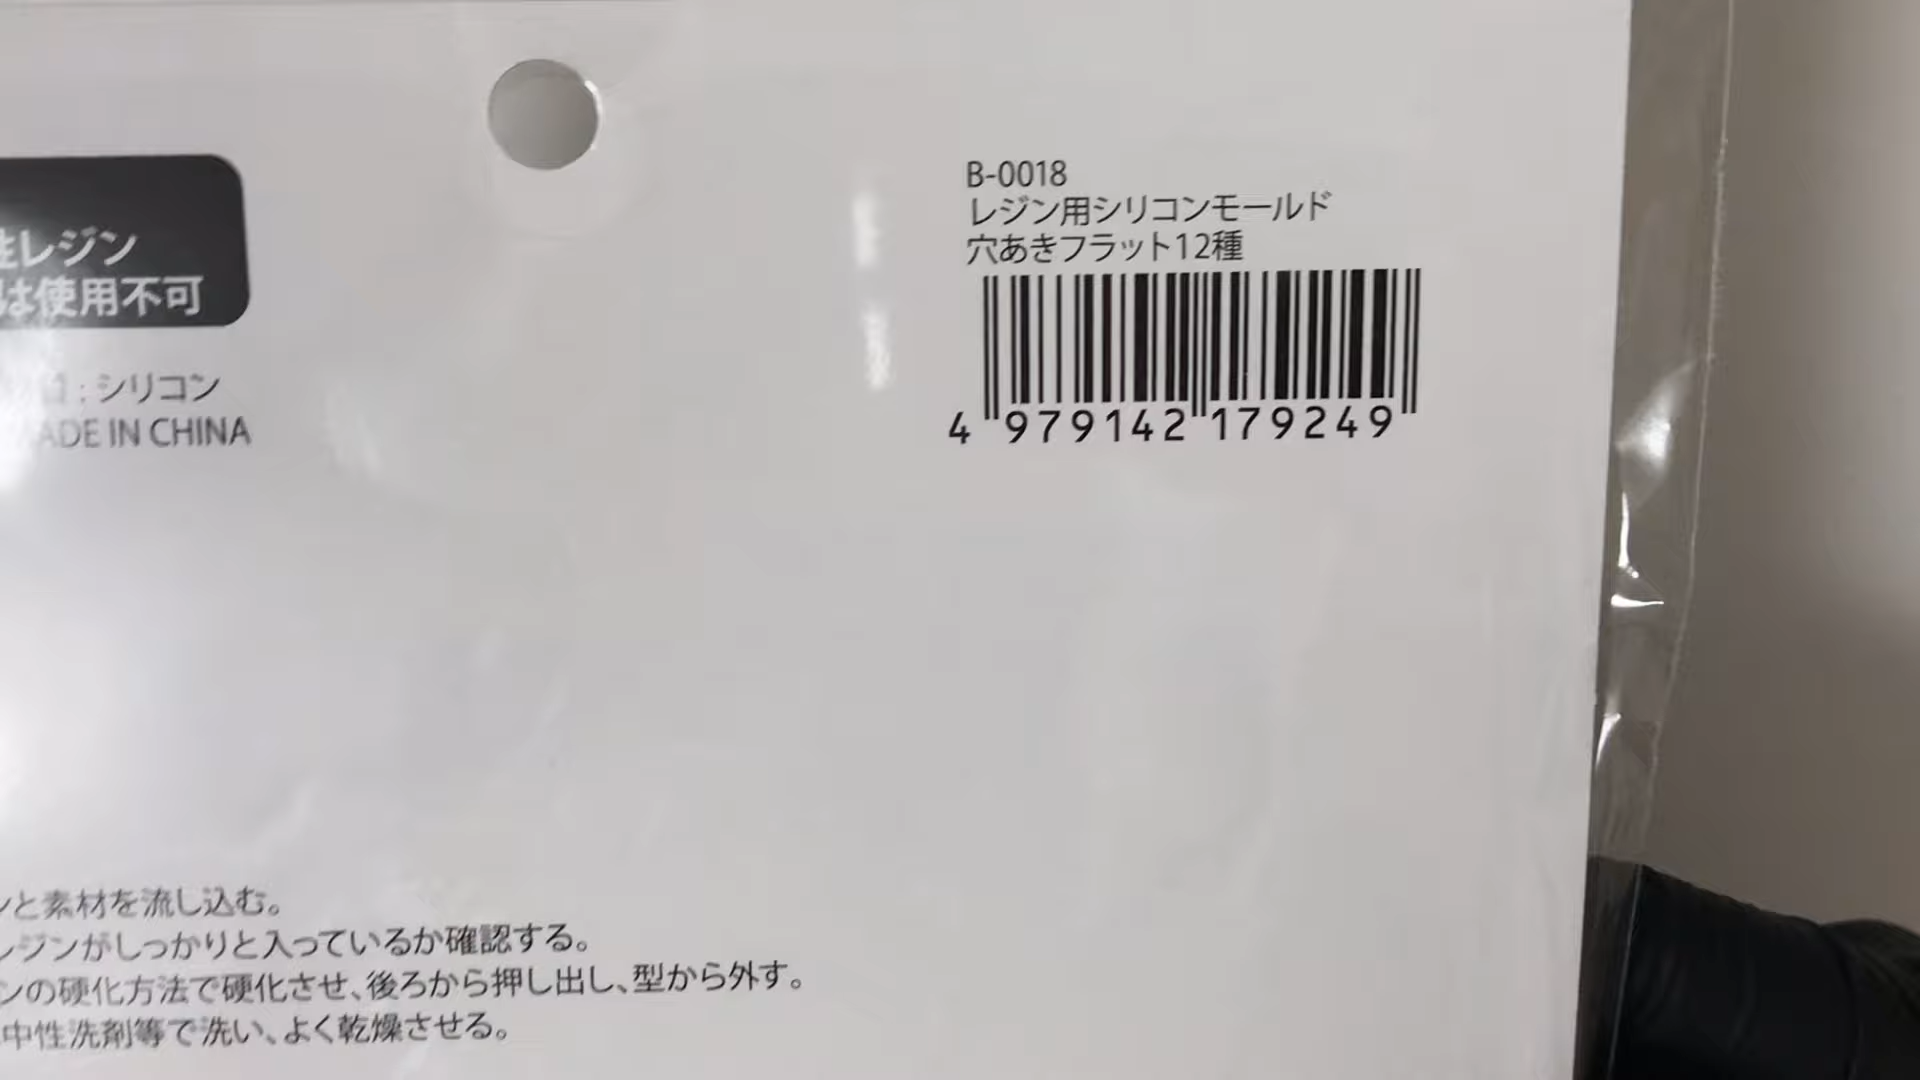 B-0018
レジン用シリコンモールド
穴あきフラット12種
4 979142 179249
性レジン
は使用不可
: シリコン
MADE IN CHINA
ンと素材を流し込む。
レジンがしっかりと入っているか確認する。
ンの硬化方法で硬化させ、後ろから押し出し、型から外す。
中性洗剤等で洗い、よく乾燥させる。